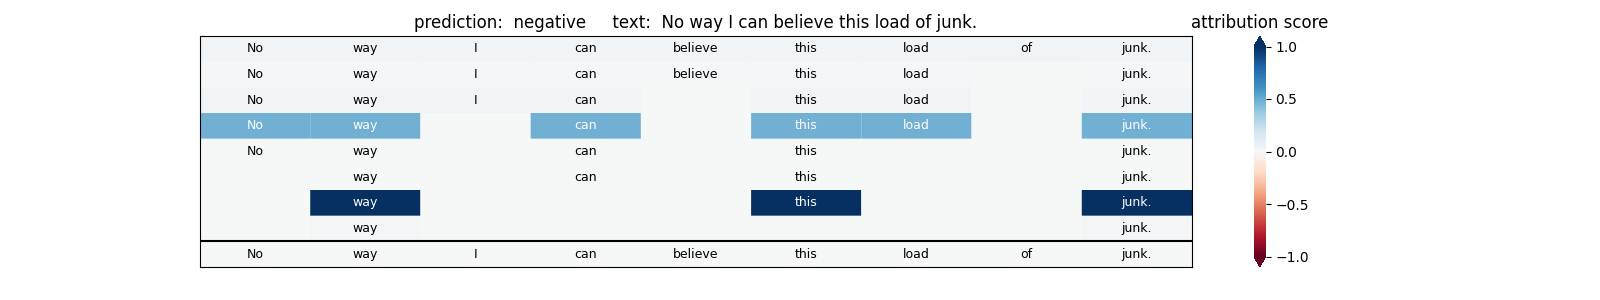 prediction: negative text: No way I can believe this load of junk. attribution score
No way I can believe this load of junk. 1.0
No way I can believe this load junk.
No way I can this load junk. 0.5
No way can this load junk.
No way can this junk. 0.0
way can this junk.
way this junk. −0.5
way junk.
No way I can believe this load of junk. −1.0